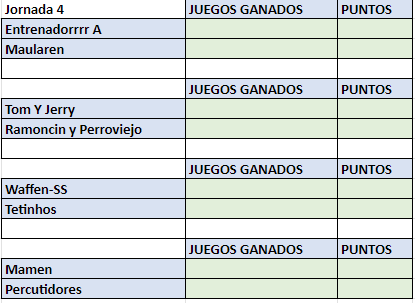 Jornada 4 JUEGOS GANADOS PUNTOS
Entrenadorrrr A
Maularen
JUEGOS GANADOS PUNTOS
Tom Y Jerry
Ramoncin y Perroviejo
JUEGOS GANADOS PUNTOS
Waffen-SS
Tetinhos
JUEGOS GANADOS PUNTOS
Mamen
Percutidores